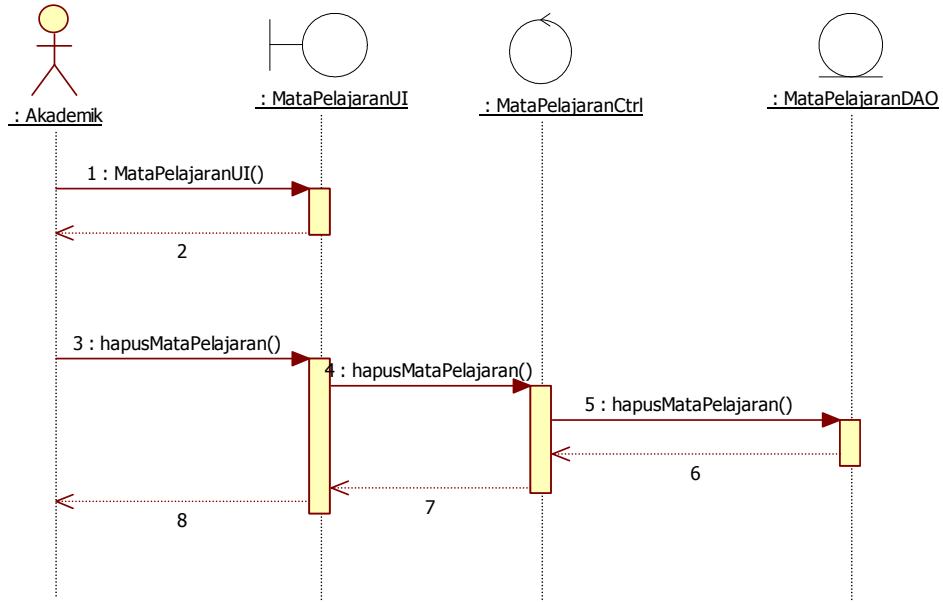 : Akademik
: MataPelajaranUI
: MataPelajaranCtrl
: MataPelajaranDAO
1 : MataPelajaranUI()
2
3 : hapusMataPelajaran()
4 : hapusMataPelajaran()
5 : hapusMataPelajaran()
6
7
8